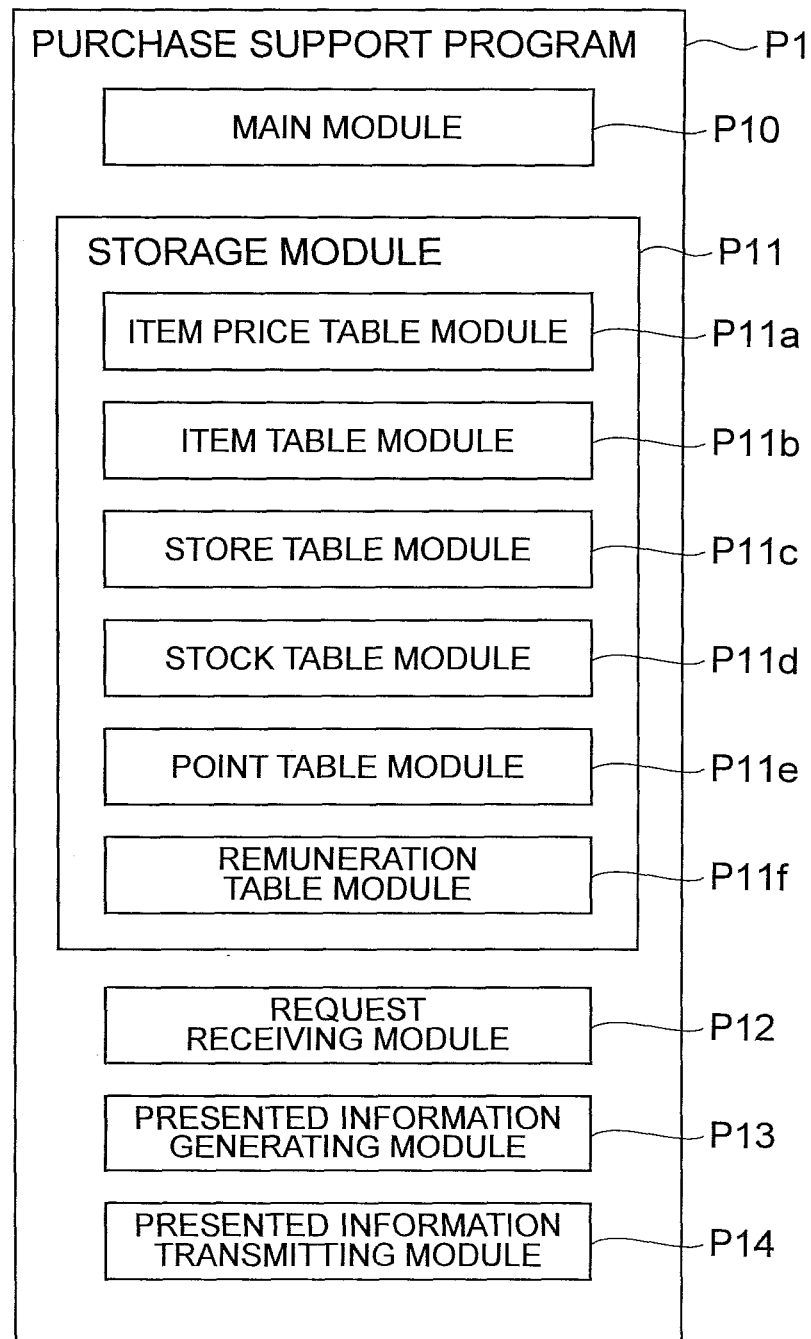 PURCHASE SUPPORT PROGRAM P1
MAIN MODULE P10
STORAGE MODULE P11
ITEM PRICE TABLE MODULE P11a
ITEM TABLE MODULE P11b
STORE TABLE MODULE P11c
STOCK TABLE MODULE P11d
POINT TABLE MODULE P11e
REMUNERATION
TABLE MODULE P11f
REQUEST
RECEIVING MODULE P12
PRESENTED INFORMATION
GENERATING MODULE P13
PRESENTED INFORMATION
TRANSMITTING MODULE P14